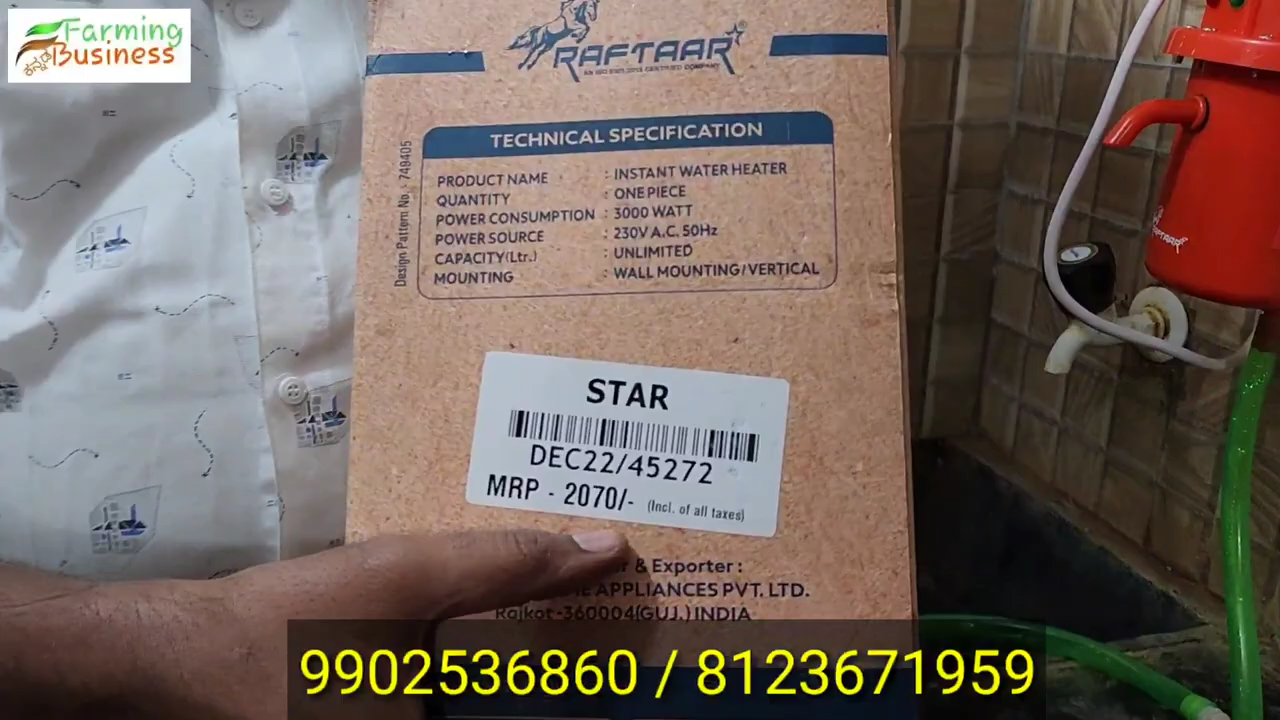 Farming
ಕನ್ನಡ Business
RAFTAAR
AN ISO 9001:2015 CERTIFIED COMPANY
TECHNICAL SPECIFICATION
PRODUCT NAME : INSTANT WATER HEATER
QUANTITY : ONE PIECE
POWER CONSUMPTION : 3000 WATT
POWER SOURCE : 230V A.C. 50Hz
CAPACITY(Ltr.) : UNLIMITED
MOUNTING : WALL MOUNTING/VERTICAL
Design Pattern No. : 749405
STAR
DEC22/45272
MRP - 2070/- (Incl. of all taxes)
& Exporter :
APPLIANCES PVT. LTD.
Rajkot-360004(GUJ.) INDIA
RAFTAAR
9902536860 / 8123671959